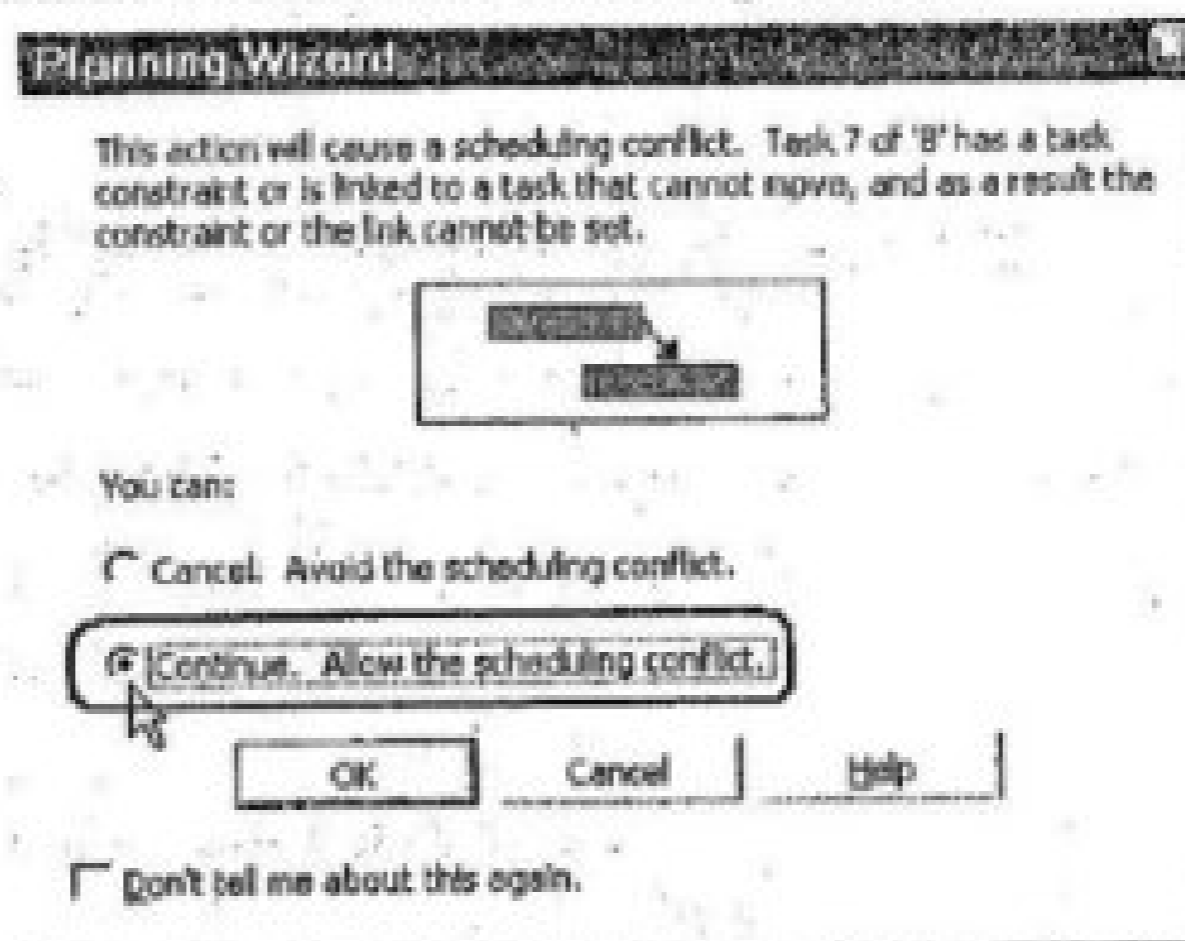 Planning Wizard
This action will cause a scheduling conflict. Task 7 of '8' has a task
constraint or is linked to a task that cannot move, and as a result the
constraint or the link cannot be set.
You can:
Cancel. Avoid the scheduling conflict.
Continue. Allow the scheduling conflict.
OK Cancel Help
Don't tell me about this again.